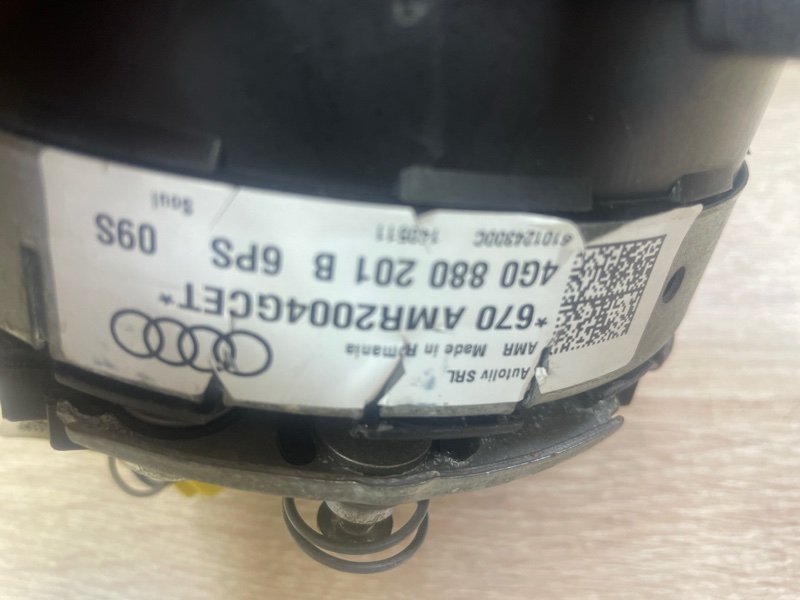 Autoliv SRL
AMR Made in Romania
*670 AMR2004GCET*
4G0 880 201 B 6PS 09S
610124300C 140511 Soul